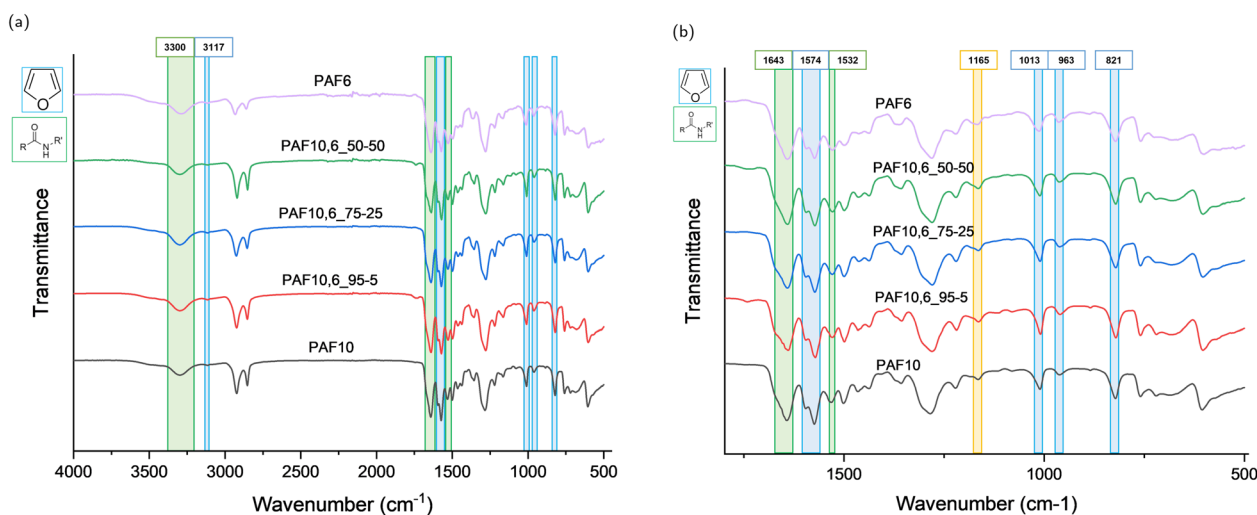 (a)
3300
3117
O
O
R
N
H
R'
PAF6
PAF10,6_50-50
PAF10,6_75-25
PAF10,6_95-5
PAF10
Transmittance
4000 3500 3000 2500 2000 1500 1000 500
Wavenumber (cm-1)
(b)
1643
1574
1532
1165
1013
963
821
O
O
R
N
H
R'
PAF6
PAF10,6_50-50
PAF10,6_75-25
PAF10,6_95-5
PAF10
Transmittance
1500 1000 500
Wavenumber (cm-1)